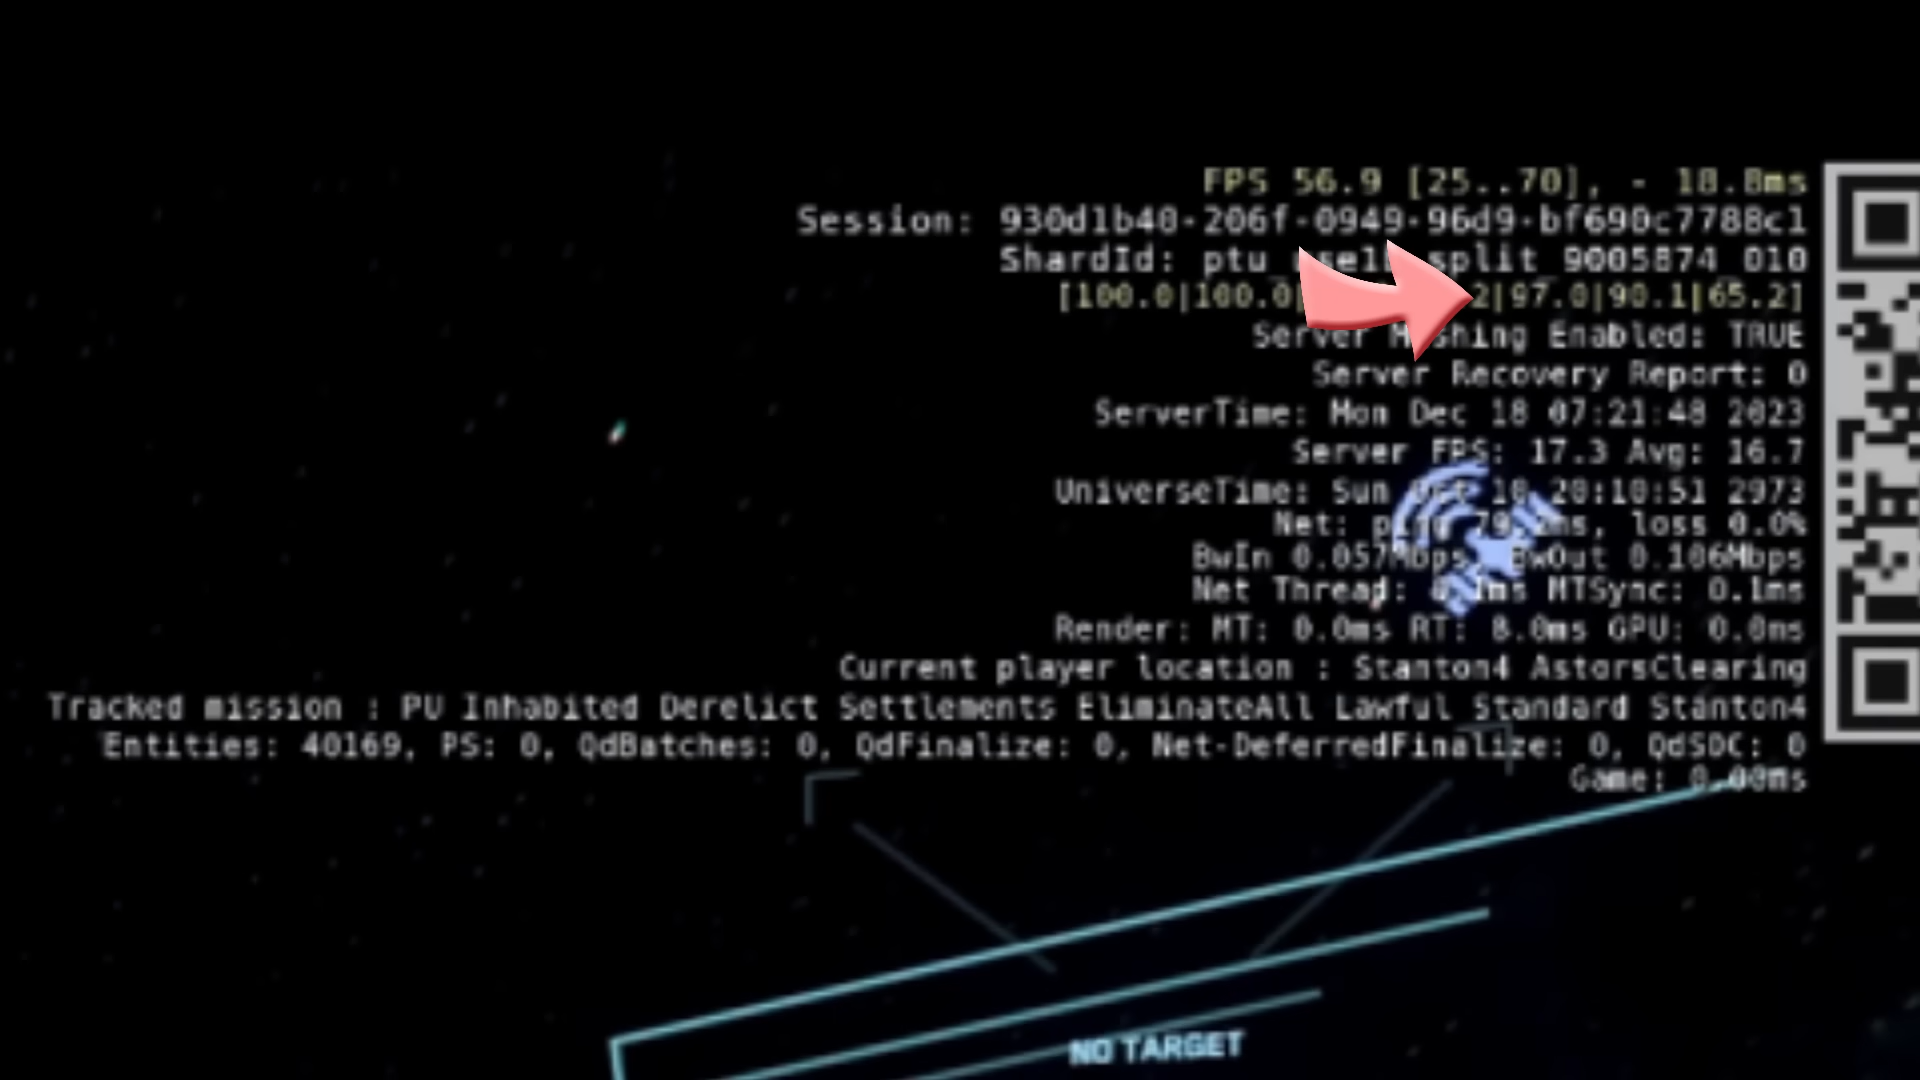 FPS 56.9 [25..70], - 18.8ms
Session: 930d1b40-206f-0949-96d9-bf690c7788c1
ShardId: ptu split 9005874 010
[100.0|100.0| 2|97.0|90.1|65.2]
Server Enabled: TRUE
Server Recovery Report: 0
ServerTime: Mon Dec 18 07:21:48 2023
Server FPS: 17.3 Avg: 16.7
UniverseTime: Sun 20:10:51 2973
Net: ping loss 0.0%
BwIn 0.057Mbps, BwOut 0.106Mbps
Net Thread: MTSync: 0.1ms
Render: MT: 0.0ms RT: 8.0ms GPU: 0.0ms
Current player location : Stanton4 AstorsClearing
Tracked mission : PU Inhabited Derelict Settlements EliminateAll Lawful Standard Stanton4
Entities: 40169, PS: 0, QdBatches: 0, QdFinalize: 0, Net-DeferredFinalize: 0, QdSOC: 0
Game: 0.00ms
NO TARGET